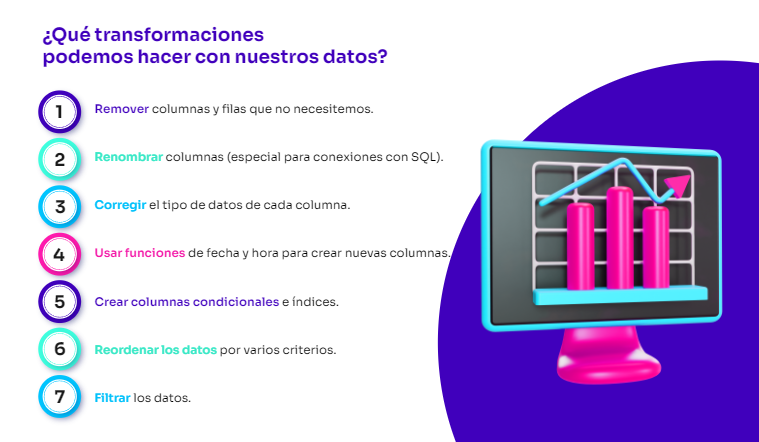 ¿Qué transformaciones
podemos hacer con nuestros datos?
1 Remover columnas y filas que no necesitemos.
2 Renombrar columnas (especial para conexiones con SQL).
3 Corregir el tipo de datos de cada columna.
4 Usar funciones de fecha y hora para crear nuevas columnas.
5 Crear columnas condicionales e índices.
6 Reordenar los datos por varios criterios.
7 Filtrar los datos.